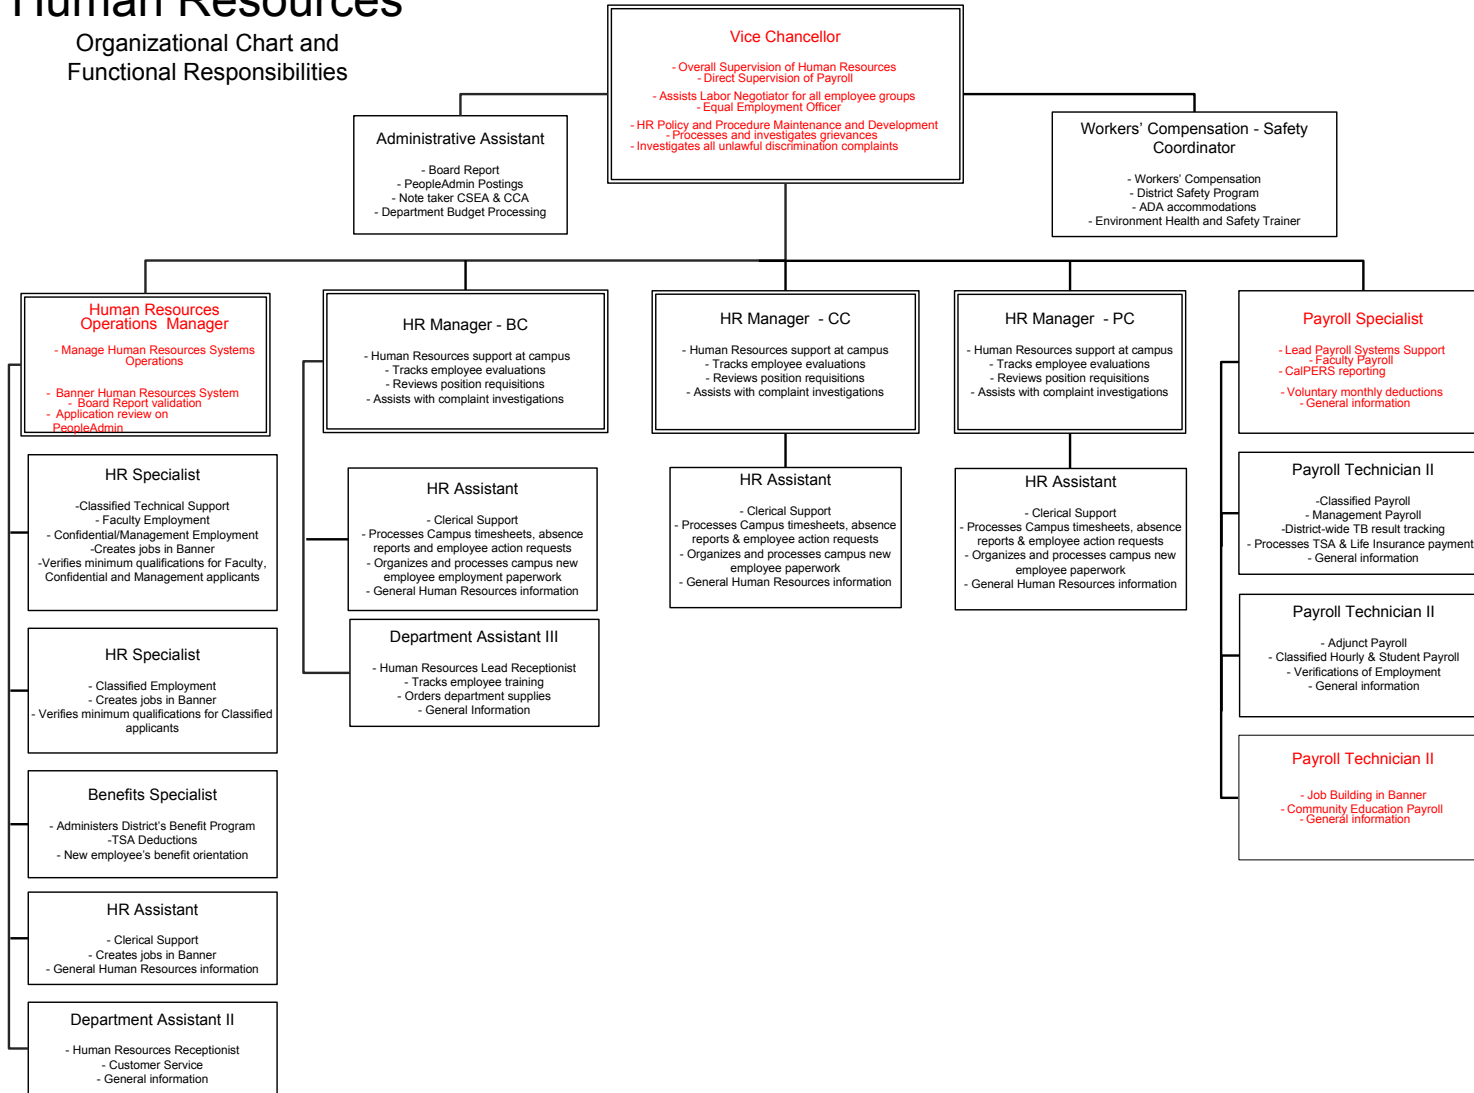 Human Resources
Organizational Chart and
Functional Responsibilities
Vice Chancellor
- Overall Supervision of Human Resources
- Direct Supervision of Payroll
- Assists Labor Negotiator for all employee groups
- Equal Employment Officer
- HR Policy and Procedure Maintenance and Development
- Processes and investigates grievances
- Investigates all unlawful discrimination complaints
Administrative Assistant
- Board Report
- PeopleAdmin Postings
- Note taker CSEA & CCA
- Department Budget Processing
Workers' Compensation - Safety
Coordinator
- Workers' Compensation
- District Safety Program
- ADA accommodations
- Environment Health and Safety Trainer
Human Resources
Operations Manager
- Manage Human Resources Systems
Operations
- Banner Human Resources System
- Board Report validation
- Application review on
PeopleAdmin
HR Specialist
-Classified Technical Support
- Faculty Employment
- Confidential/Management Employment
-Creates jobs in Banner
-Verifies minimum qualifications for Faculty,
Confidential and Management applicants
HR Specialist
- Classified Employment
- Creates jobs in Banner
- Verifies minimum qualifications for Classified
applicants
Benefits Specialist
- Administers District's Benefit Program
-TSA Deductions
- New employee's benefit orientation
HR Assistant
- Clerical Support
- Creates jobs in Banner
- General Human Resources information
Department Assistant II
- Human Resources Receptionist
- Customer Service
- General information
HR Manager - BC
- Human Resources support at campus
- Tracks employee evaluations
- Reviews position requisitions
- Assists with complaint investigations
HR Assistant
- Clerical Support
- Processes Campus timesheets, absence
reports and employee action requests
- Organizes and processes campus new
employee employment paperwork
- General Human Resources information
Department Assistant III
- Human Resources Lead Receptionist
- Tracks employee training
- Orders department supplies
- General Information
HR Manager - CC
- Human Resources support at campus
- Tracks employee evaluations
- Reviews position requisitions
- Assists with complaint investigations
HR Assistant
- Clerical Support
- Processes Campus timesheets, absence
reports & employee action requests
- Organizes and processes campus new
employee paperwork
- General Human Resources information
HR Manager - PC
- Human Resources support at campus
- Tracks employee evaluations
- Reviews position requisitions
- Assists with complaint investigations
HR Assistant
- Clerical Support
- Processes Campus timesheets, absence
reports & employee action requests
- Organizes and processes campus new
employee paperwork
- General Human Resources information
Payroll Specialist
- Lead Payroll Systems Support
- Faculty Payroll
- CalPERS reporting
- Voluntary monthly deductions
- General information
Payroll Technician II
-Classified Payroll
- Management Payroll
-District-wide TB result tracking
- Processes TSA & Life Insurance payment
- General information
Payroll Technician II
- Adjunct Payroll
- Classified Hourly & Student Payroll
- Verifications of Employment
- General information
Payroll Technician II
- Job Building in Banner
- Community Education Payroll
- General information